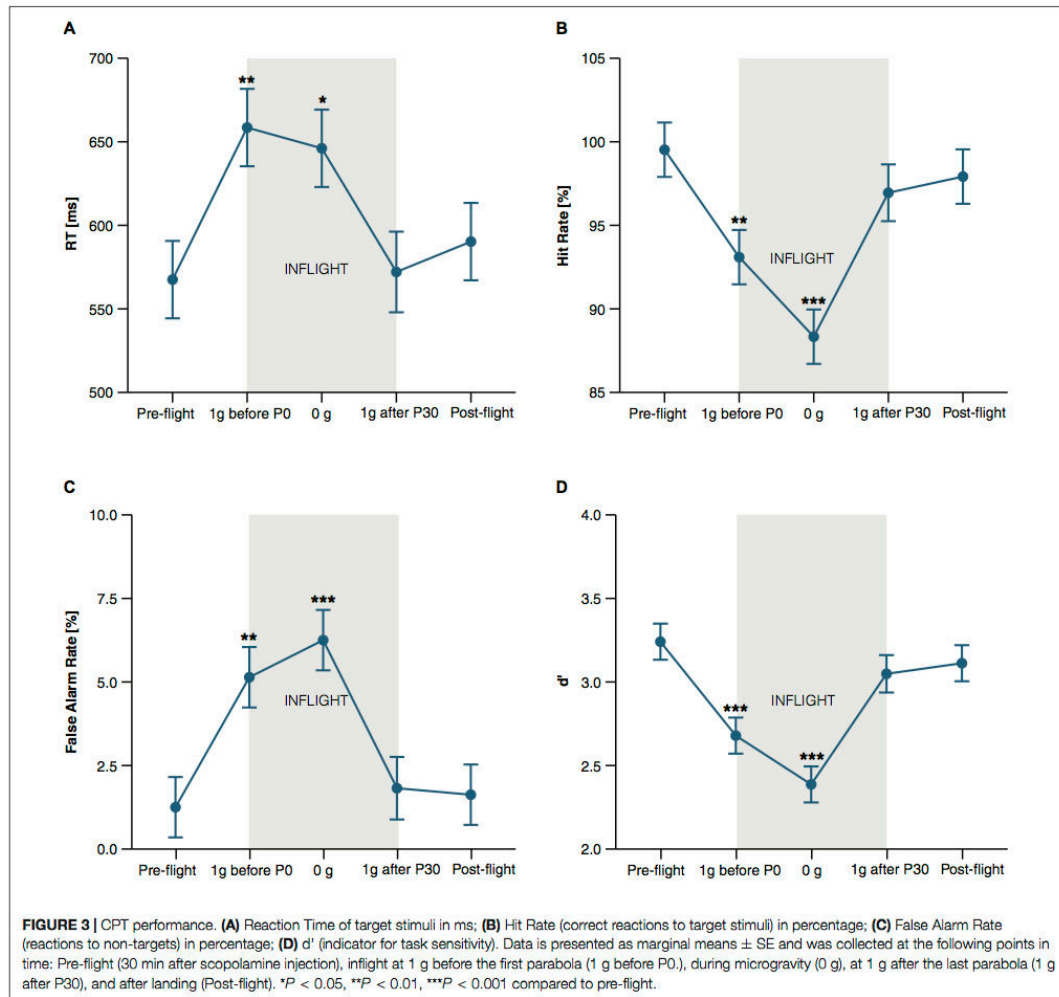 A
700
650
600
550
500
RT [ms]
**
*
INFLIGHT
Pre-flight
1g before P0
0 g
1g after P30
Post-flight
B
105
100
95
90
85
Hit Rate [%]
**
***
INFLIGHT
Pre-flight
1g before P0
0 g
1g after P30
Post-flight
C
10.0
7.5
5.0
2.5
0.0
False Alarm Rate [%]
**
***
INFLIGHT
Pre-flight
1g before P0
0 g
1g after P30
Post-flight
D
4.0
3.5
3.0
2.5
2.0
d'
***
***
INFLIGHT
Pre-flight
1g before P0
0 g
1g after P30
Post-flight
FIGURE 3 | CPT performance. (A) Reaction Time of target stimuli in ms; (B) Hit Rate (correct reactions to target stimuli) in percentage; (C) False Alarm Rate
(reactions to non-targets) in percentage; (D) d' (indicator for task sensitivity). Data is presented as marginal means ± SE and was collected at the following points in
time: Pre-flight (30 min after scopolamine injection), inflight at 1 g before the first parabola (1 g before P0.), during microgravity (0 g), at 1 g after the last parabola (1 g
after P30), and after landing (Post-flight). *P < 0.05, **P < 0.01, ***P < 0.001 compared to pre-flight.